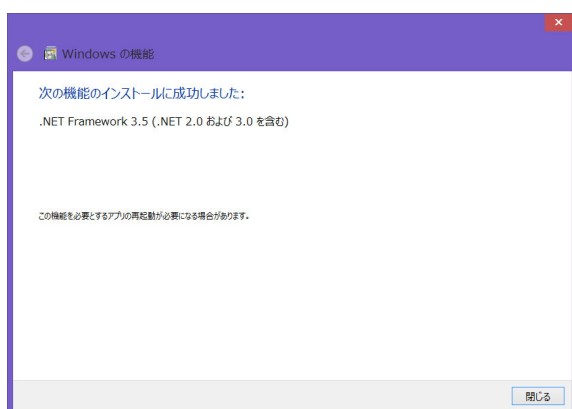 Windows の機能
次の機能のインストールに成功しました:
.NET Framework 3.5 (.NET 2.0 および 3.0 を含む)
この機能を必要とするアプリの再起動が必要になる場合があります。
閉じる